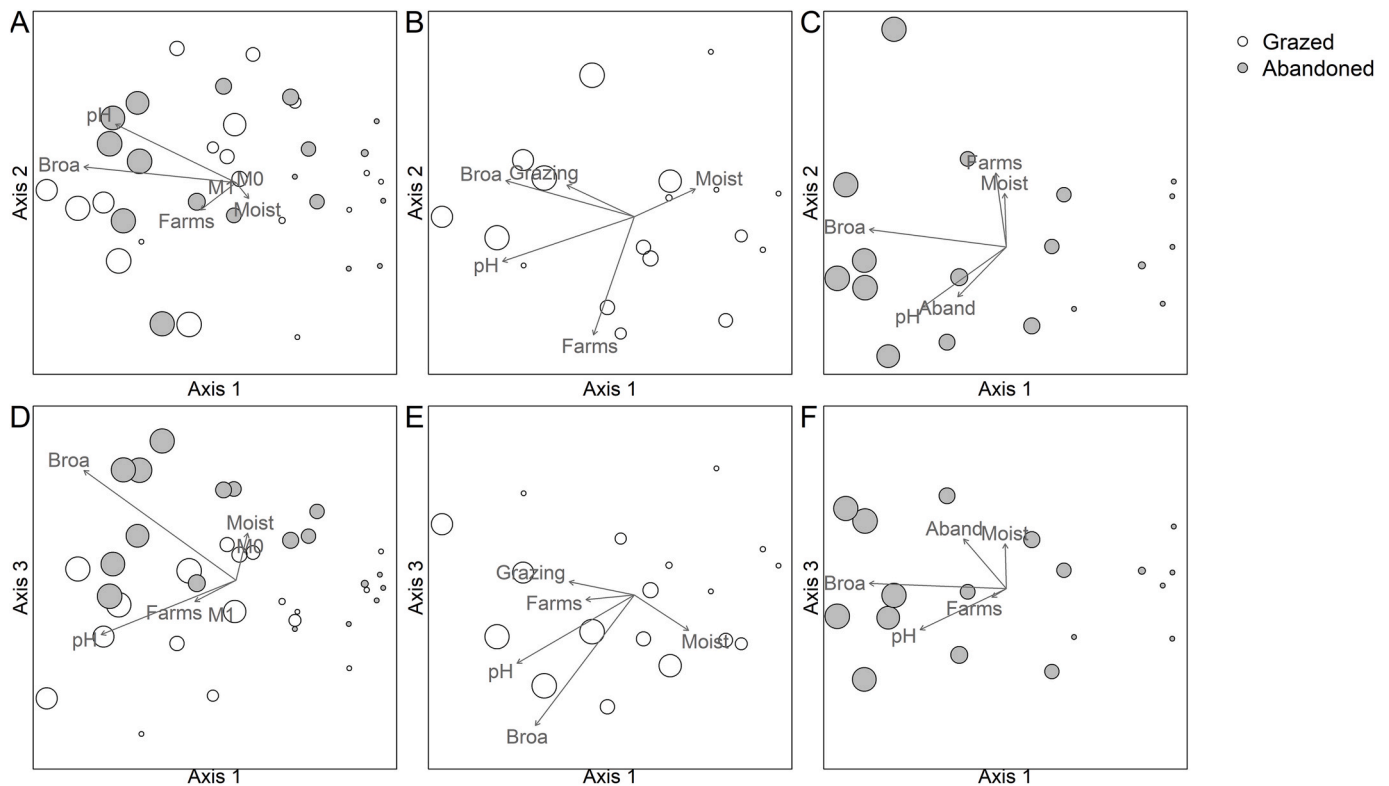 A
B
C
Grazed
Abandoned
pH
Broa
M1
M0
Farms
Moist
Axis 2
Axis 1
Broa
Grazing
Moist
pH
Farms
Axis 2
Axis 1
Farms
Moist
Broa
pH
Aband
Axis 2
Axis 1
D
E
F
Broa
Moist
M0
Farms
M1
pH
Axis 3
Axis 1
Grazing
Farms
Moist
pH
Broa
Axis 3
Axis 1
Aband
Moist
Broa
Farms
pH
Axis 3
Axis 1